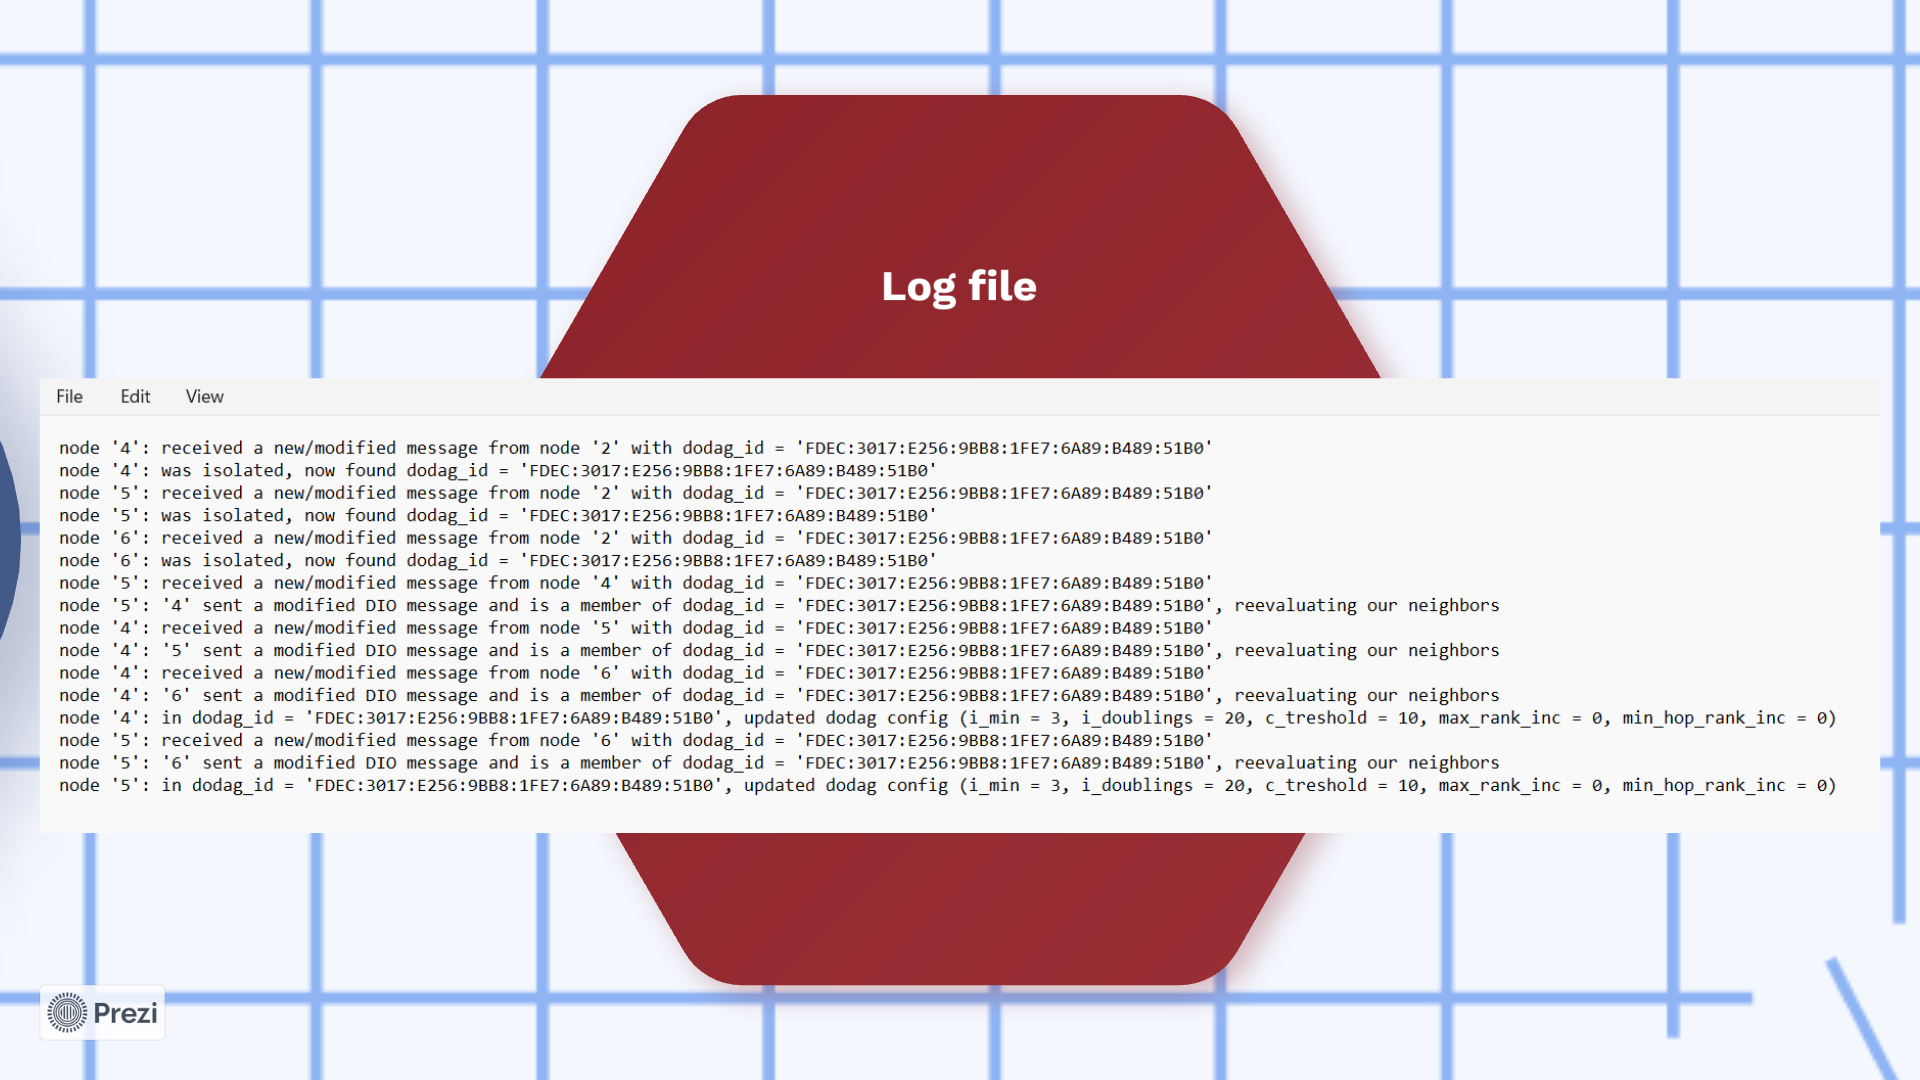 Log file
File Edit View
node '4': received a new/modified message from node '2' with dodag_id = 'FDEC:3017:E256:9BB8:1FE7:6A89:B489:51B0'
node '4': was isolated, now found dodag_id = 'FDEC:3017:E256:9BB8:1FE7:6A89:B489:51B0'
node '5': received a new/modified message from node '2' with dodag_id = 'FDEC:3017:E256:9BB8:1FE7:6A89:B489:51B0'
node '5': was isolated, now found dodag_id = 'FDEC:3017:E256:9BB8:1FE7:6A89:B489:51B0'
node '6': received a new/modified message from node '2' with dodag_id = 'FDEC:3017:E256:9BB8:1FE7:6A89:B489:51B0'
node '6': was isolated, now found dodag_id = 'FDEC:3017:E256:9BB8:1FE7:6A89:B489:51B0'
node '5': received a new/modified message from node '4' with dodag_id = 'FDEC:3017:E256:9BB8:1FE7:6A89:B489:51B0'
node '5': '4' sent a modified DIO message and is a member of dodag_id = 'FDEC:3017:E256:9BB8:1FE7:6A89:B489:51B0', reevaluating our neighbors
node '4': received a new/modified message from node '5' with dodag_id = 'FDEC:3017:E256:9BB8:1FE7:6A89:B489:51B0'
node '4': '5' sent a modified DIO message and is a member of dodag_id = 'FDEC:3017:E256:9BB8:1FE7:6A89:B489:51B0', reevaluating our neighbors
node '4': received a new/modified message from node '6' with dodag_id = 'FDEC:3017:E256:9BB8:1FE7:6A89:B489:51B0'
node '4': '6' sent a modified DIO message and is a member of dodag_id = 'FDEC:3017:E256:9BB8:1FE7:6A89:B489:51B0', reevaluating our neighbors
node '4': in dodag_id = 'FDEC:3017:E256:9BB8:1FE7:6A89:B489:51B0', updated dodag config (i_min = 3, i_doublings = 20, c_treshold = 10, max_rank_inc = 0, min_hop_rank_inc = 0)
node '5': received a new/modified message from node '6' with dodag_id = 'FDEC:3017:E256:9BB8:1FE7:6A89:B489:51B0'
node '5': '6' sent a modified DIO message and is a member of dodag_id = 'FDEC:3017:E256:9BB8:1FE7:6A89:B489:51B0', reevaluating our neighbors
node '5': in dodag_id = 'FDEC:3017:E256:9BB8:1FE7:6A89:B489:51B0', updated dodag config (i_min = 3, i_doublings = 20, c_treshold = 10, max_rank_inc = 0, min_hop_rank_inc = 0)
Prezi